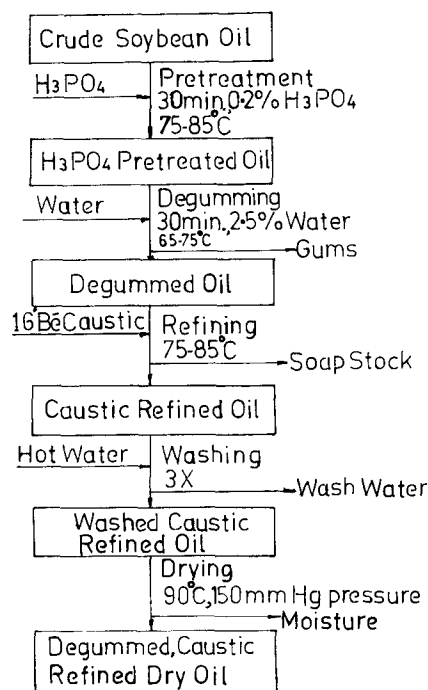 Crude Soybean Oil
H₃PO₄
Pretreatment
30min.,0·2% H₃PO₄
75-85°C
H₃PO₄ Pretreated Oil
Water
Degumming
30min.,2·5% Water
65-75°C
Gums
Degummed Oil
16°Bé Caustic
Refining
75-85°C
Soap Stock
Caustic Refined Oil
Hot Water
Washing
3X
Wash Water
Washed Caustic
Refined Oil
Drying
90°C,150mm Hg pressure
Moisture
Degummed,Caustic
Refined Dry Oil